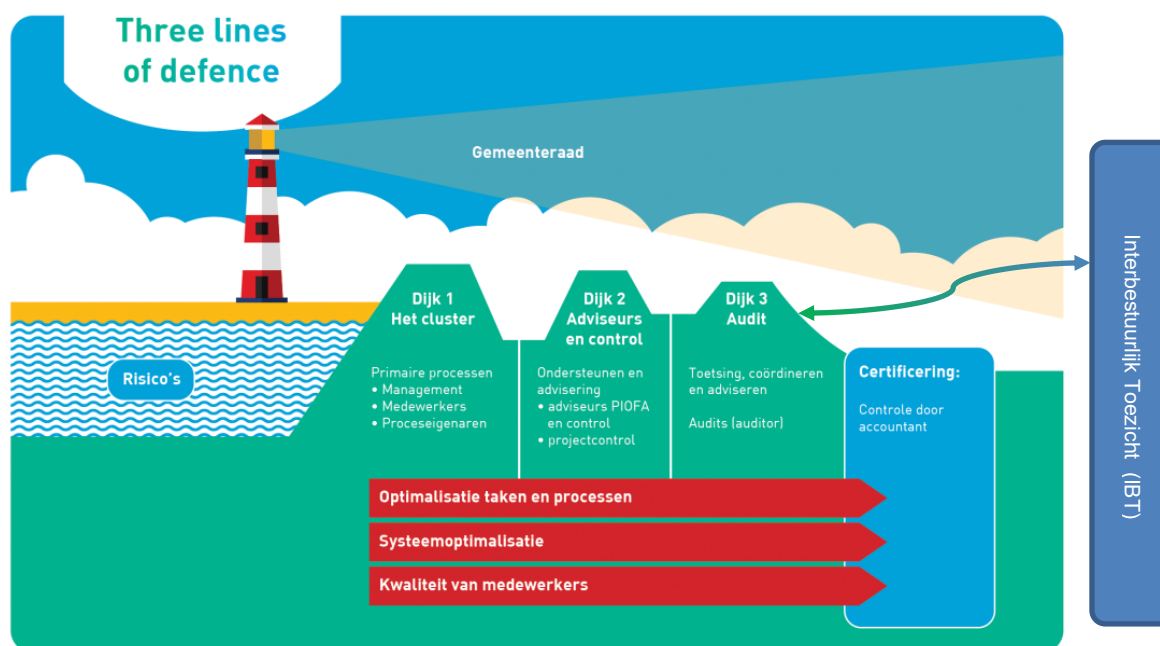 Three lines
of defence
Gemeenteraad
Risico's
Dijk 1
Het cluster
Primaire processen
• Management
• Medewerkers
• Proceseigenaren
Dijk 2
Adviseurs
en control
Ondersteunen en
advisering
• adviseurs PIOFA
en control
• projectcontrol
Dijk 3
Audit
Toetsing, coördineren
en adviseren
Audits (auditor)
Certificering:
Controle door
accountant
Optimalisatie taken en processen
Systeemoptimalisatie
Kwaliteit van medewerkers
Interbestuurlijk Toezicht (IBT)